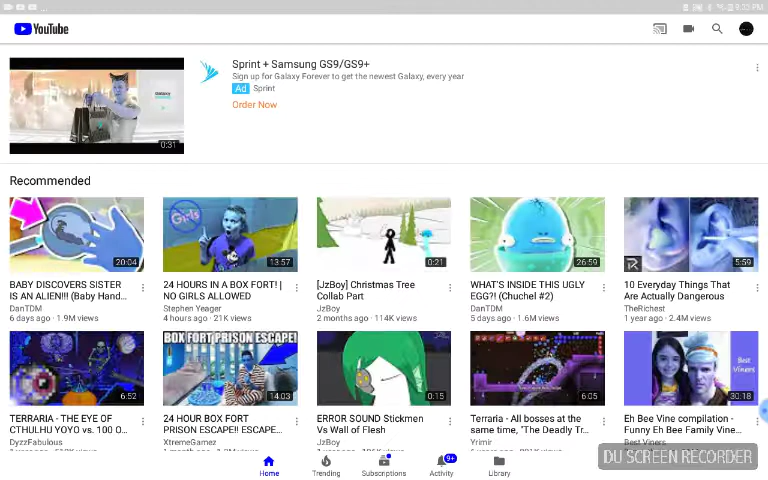 9:33 PM
YouTube
Sprint + Samsung GS9/GS9+
Sign up for Galaxy Forever to get the newest Galaxy, every year
Ad Sprint
Order Now
0:31
Recommended
Girls
20:04
13:57
0:21
26:59
5:59
BABY DISCOVERS SISTER
IS AN ALIEN!!! (Baby Hand...
DanTDM
6 days ago · 1.9M views
24 HOURS IN A BOX FORT! |
NO GIRLS ALLOWED
Stephen Yeager
4 hours ago · 21K views
[JzBoy] Christmas Tree
Collab Part
JzBoy
2 months ago · 114K views
WHAT'S INSIDE THIS UGLY
EGG?! (Chuchel #2)
DanTDM
5 days ago · 1.6M views
10 Everyday Things That
Are Actually Dangerous
TheRichest
1 year ago · 2.4M views
BOX FORT PRISON ESCAPE!
Best
Viners
6:52
14:03
0:15
6:05
30:18
TERRARIA - THE EYE OF
CTHULHU YOYO vs. 100 O...
DyzzFabulous
24 HOUR BOX FORT
PRISON ESCAPE!! ESCAPE...
XtremeGamez
ERROR SOUND Stickmen
Vs Wall of Flesh
JzBoy
Terraria - All bosses at the
same time, "The Deadly Tr...
Yrimir
Eh Bee Vine compilation -
Funny Eh Bee Family Vine...
Best Viners
DU SCREEN RECORDER
Home
Trending
Subscriptions
9+
Activity
Library